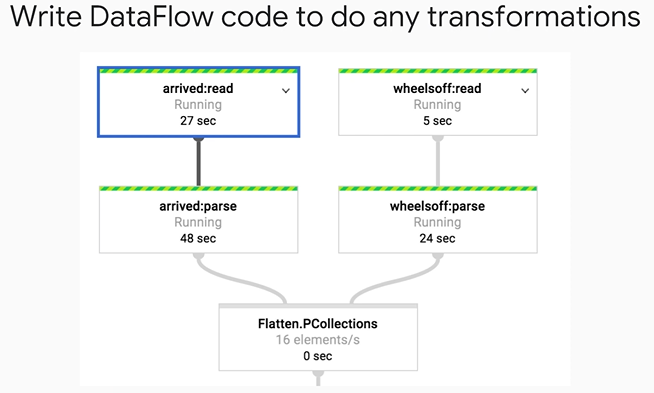 Write DataFlow code to do any transformations
arrived:read
Running
27 sec
wheelsoff:read
Running
5 sec
arrived:parse
Running
48 sec
wheelsoff:parse
Running
24 sec
Flatten.PCollections
16 elements/s
0 sec